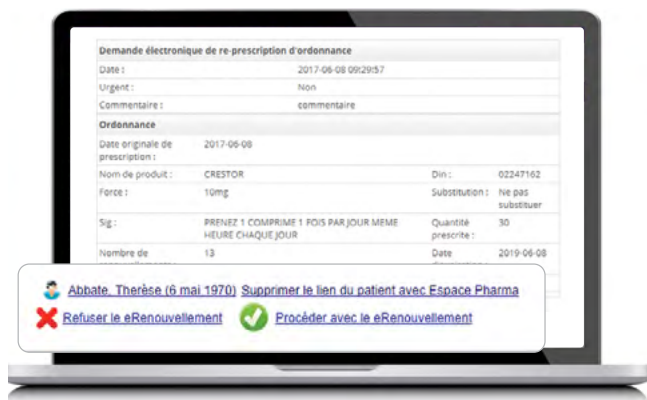 Demande électronique de re-prescription d'ordonnance
Date : 2017-06-08 09:29:57
Urgent : Non
Commentaire : commentaire
Ordonnance
Date originale de prescription : 2017-06-08
Nom de produit : CRESTOR Din : 02247162
Force : 10mg Substitution : Ne pas substituer
Sig : PRENEZ 1 COMPRIME 1 FOIS PAR JOUR MEME HEURE CHAQUE JOUR Quantité prescrite : 30
Nombre de 13 Date 2019-06-08
Abbate, Therèse (6 mai 1970) Supprimer le lien du patient avec Espace Pharma
Refuser le eRenouvellement Procèder avec le eRenouvellement